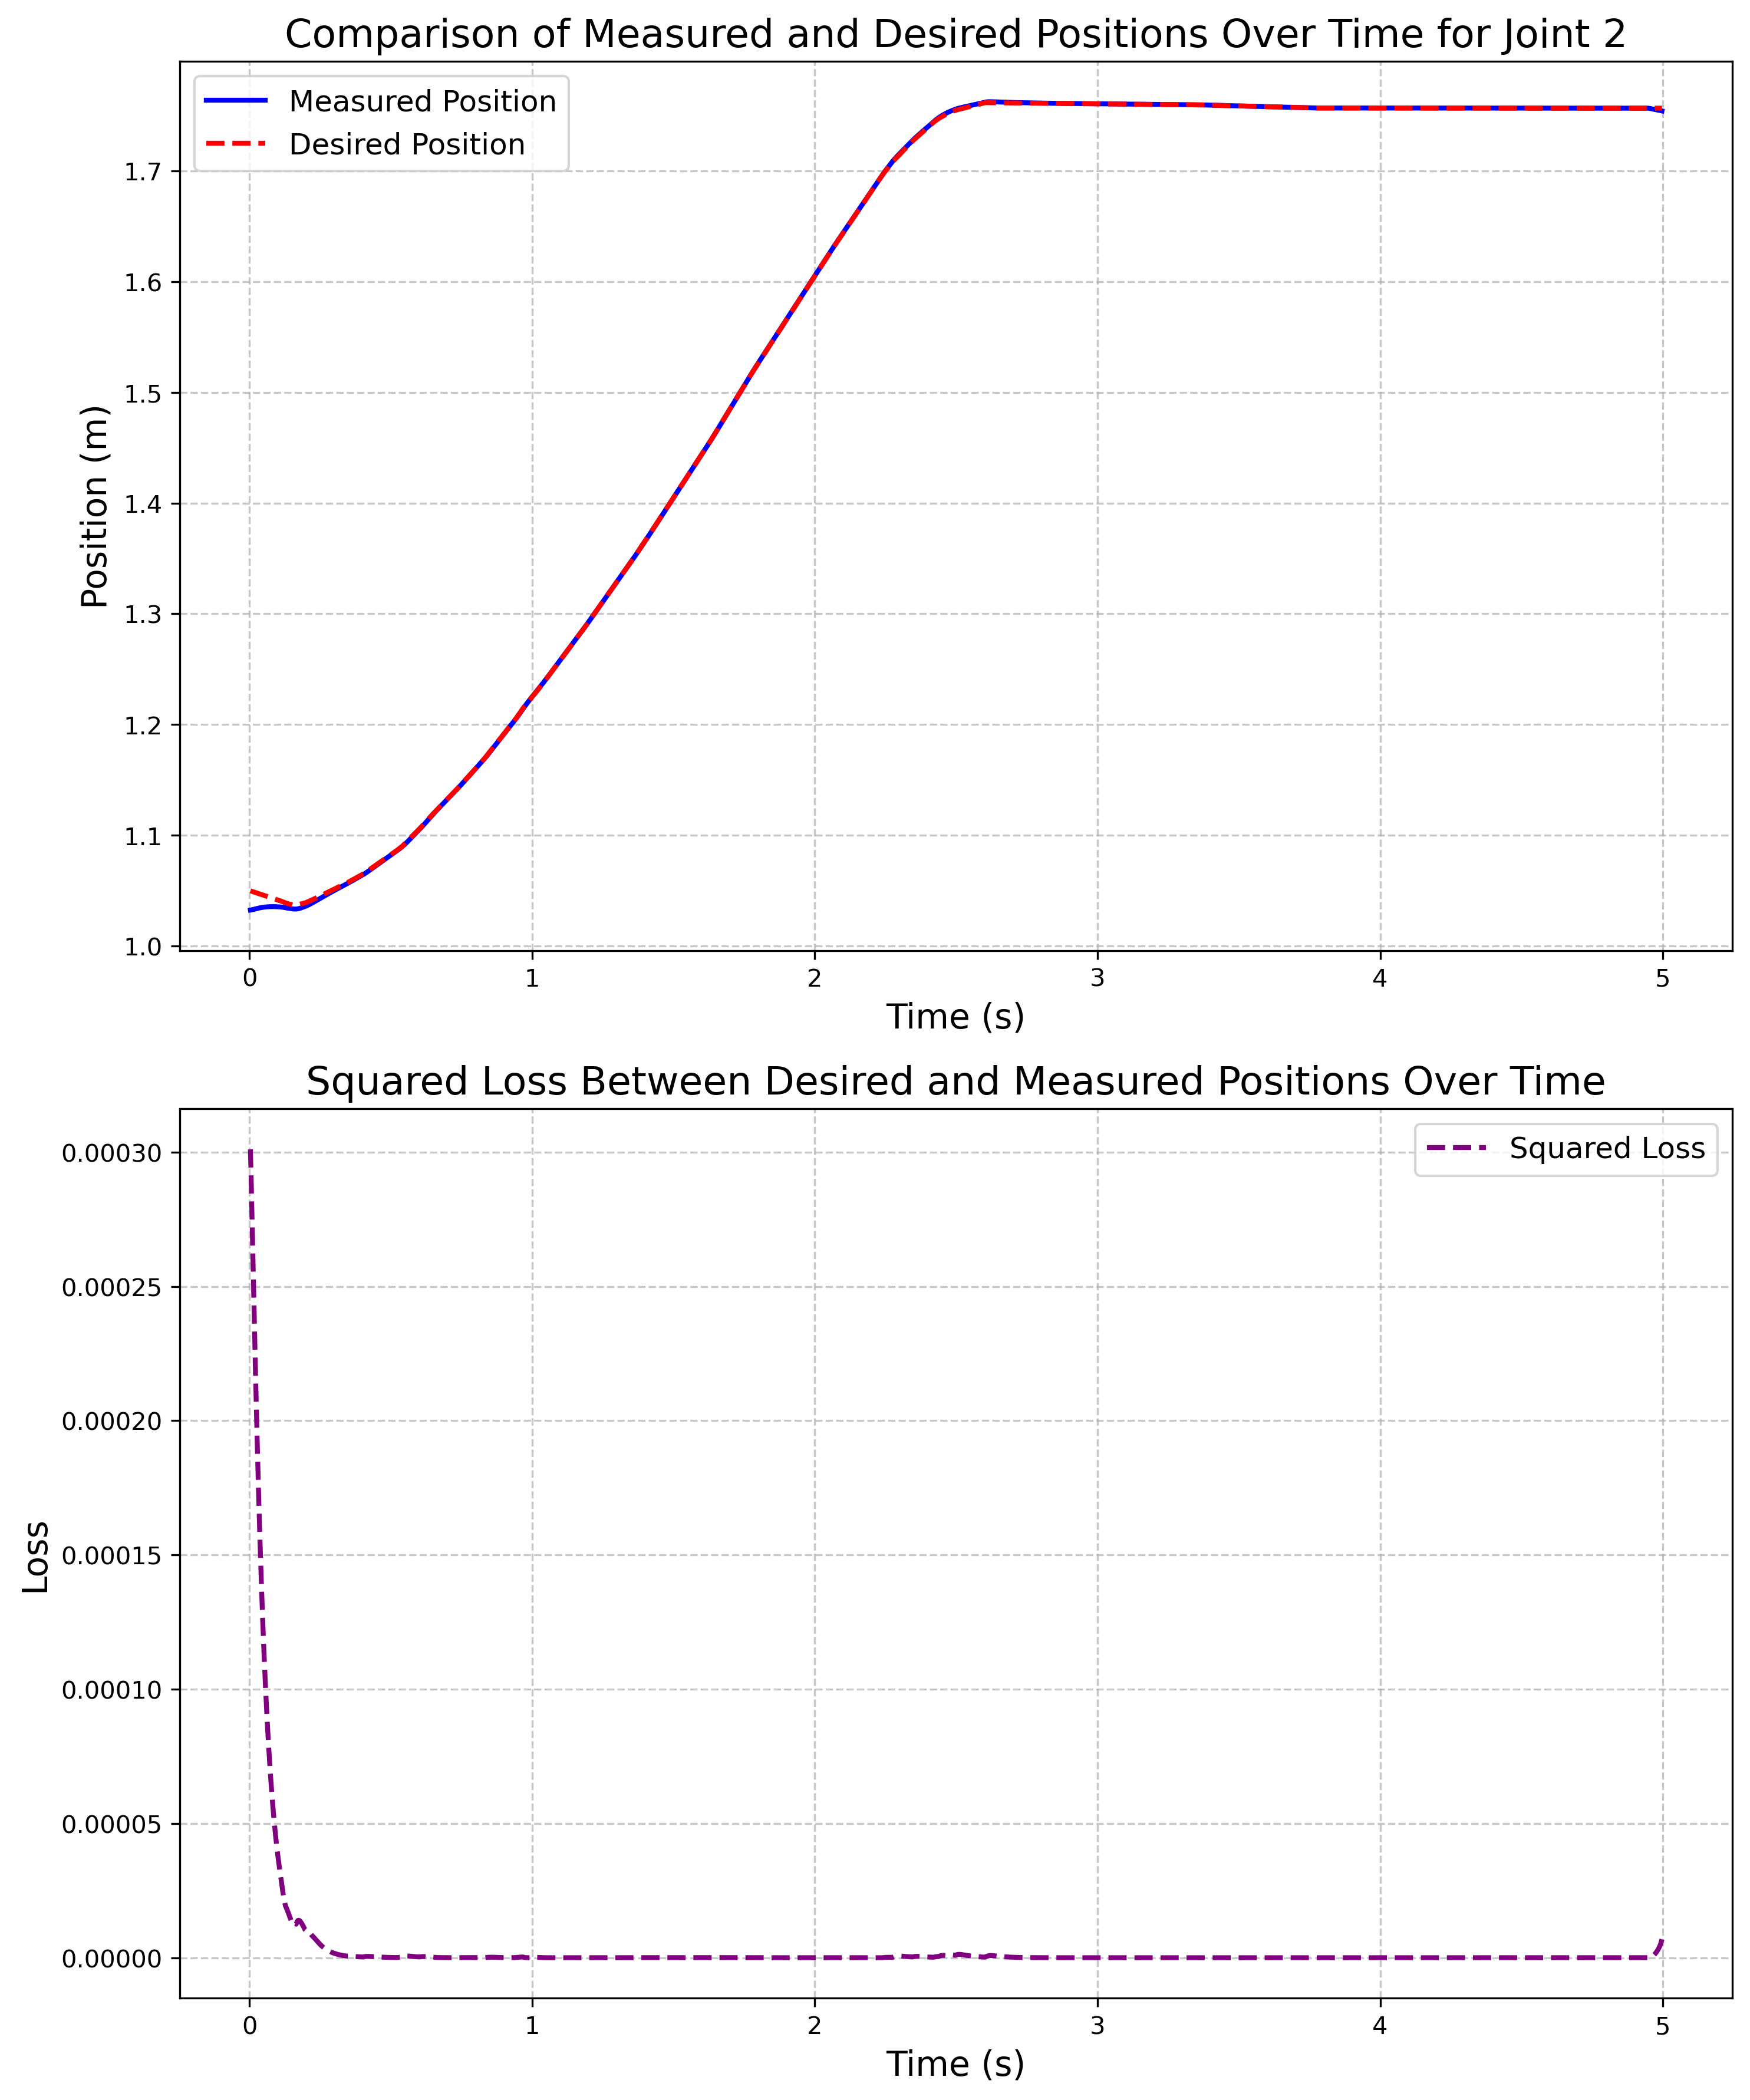 Comparison of Measured and Desired Positions Over Time for Joint 2
Measured Position
Desired Position
Position (m)
1.7
1.6
1.5
1.4
1.3
1.2
1.1
1.0
0 1 2 3 4 5
Time (s)
Squared Loss Between Desired and Measured Positions Over Time
Squared Loss
Loss
0.00030
0.00025
0.00020
0.00015
0.00010
0.00005
0.00000
0 1 2 3 4 5
Time (s)